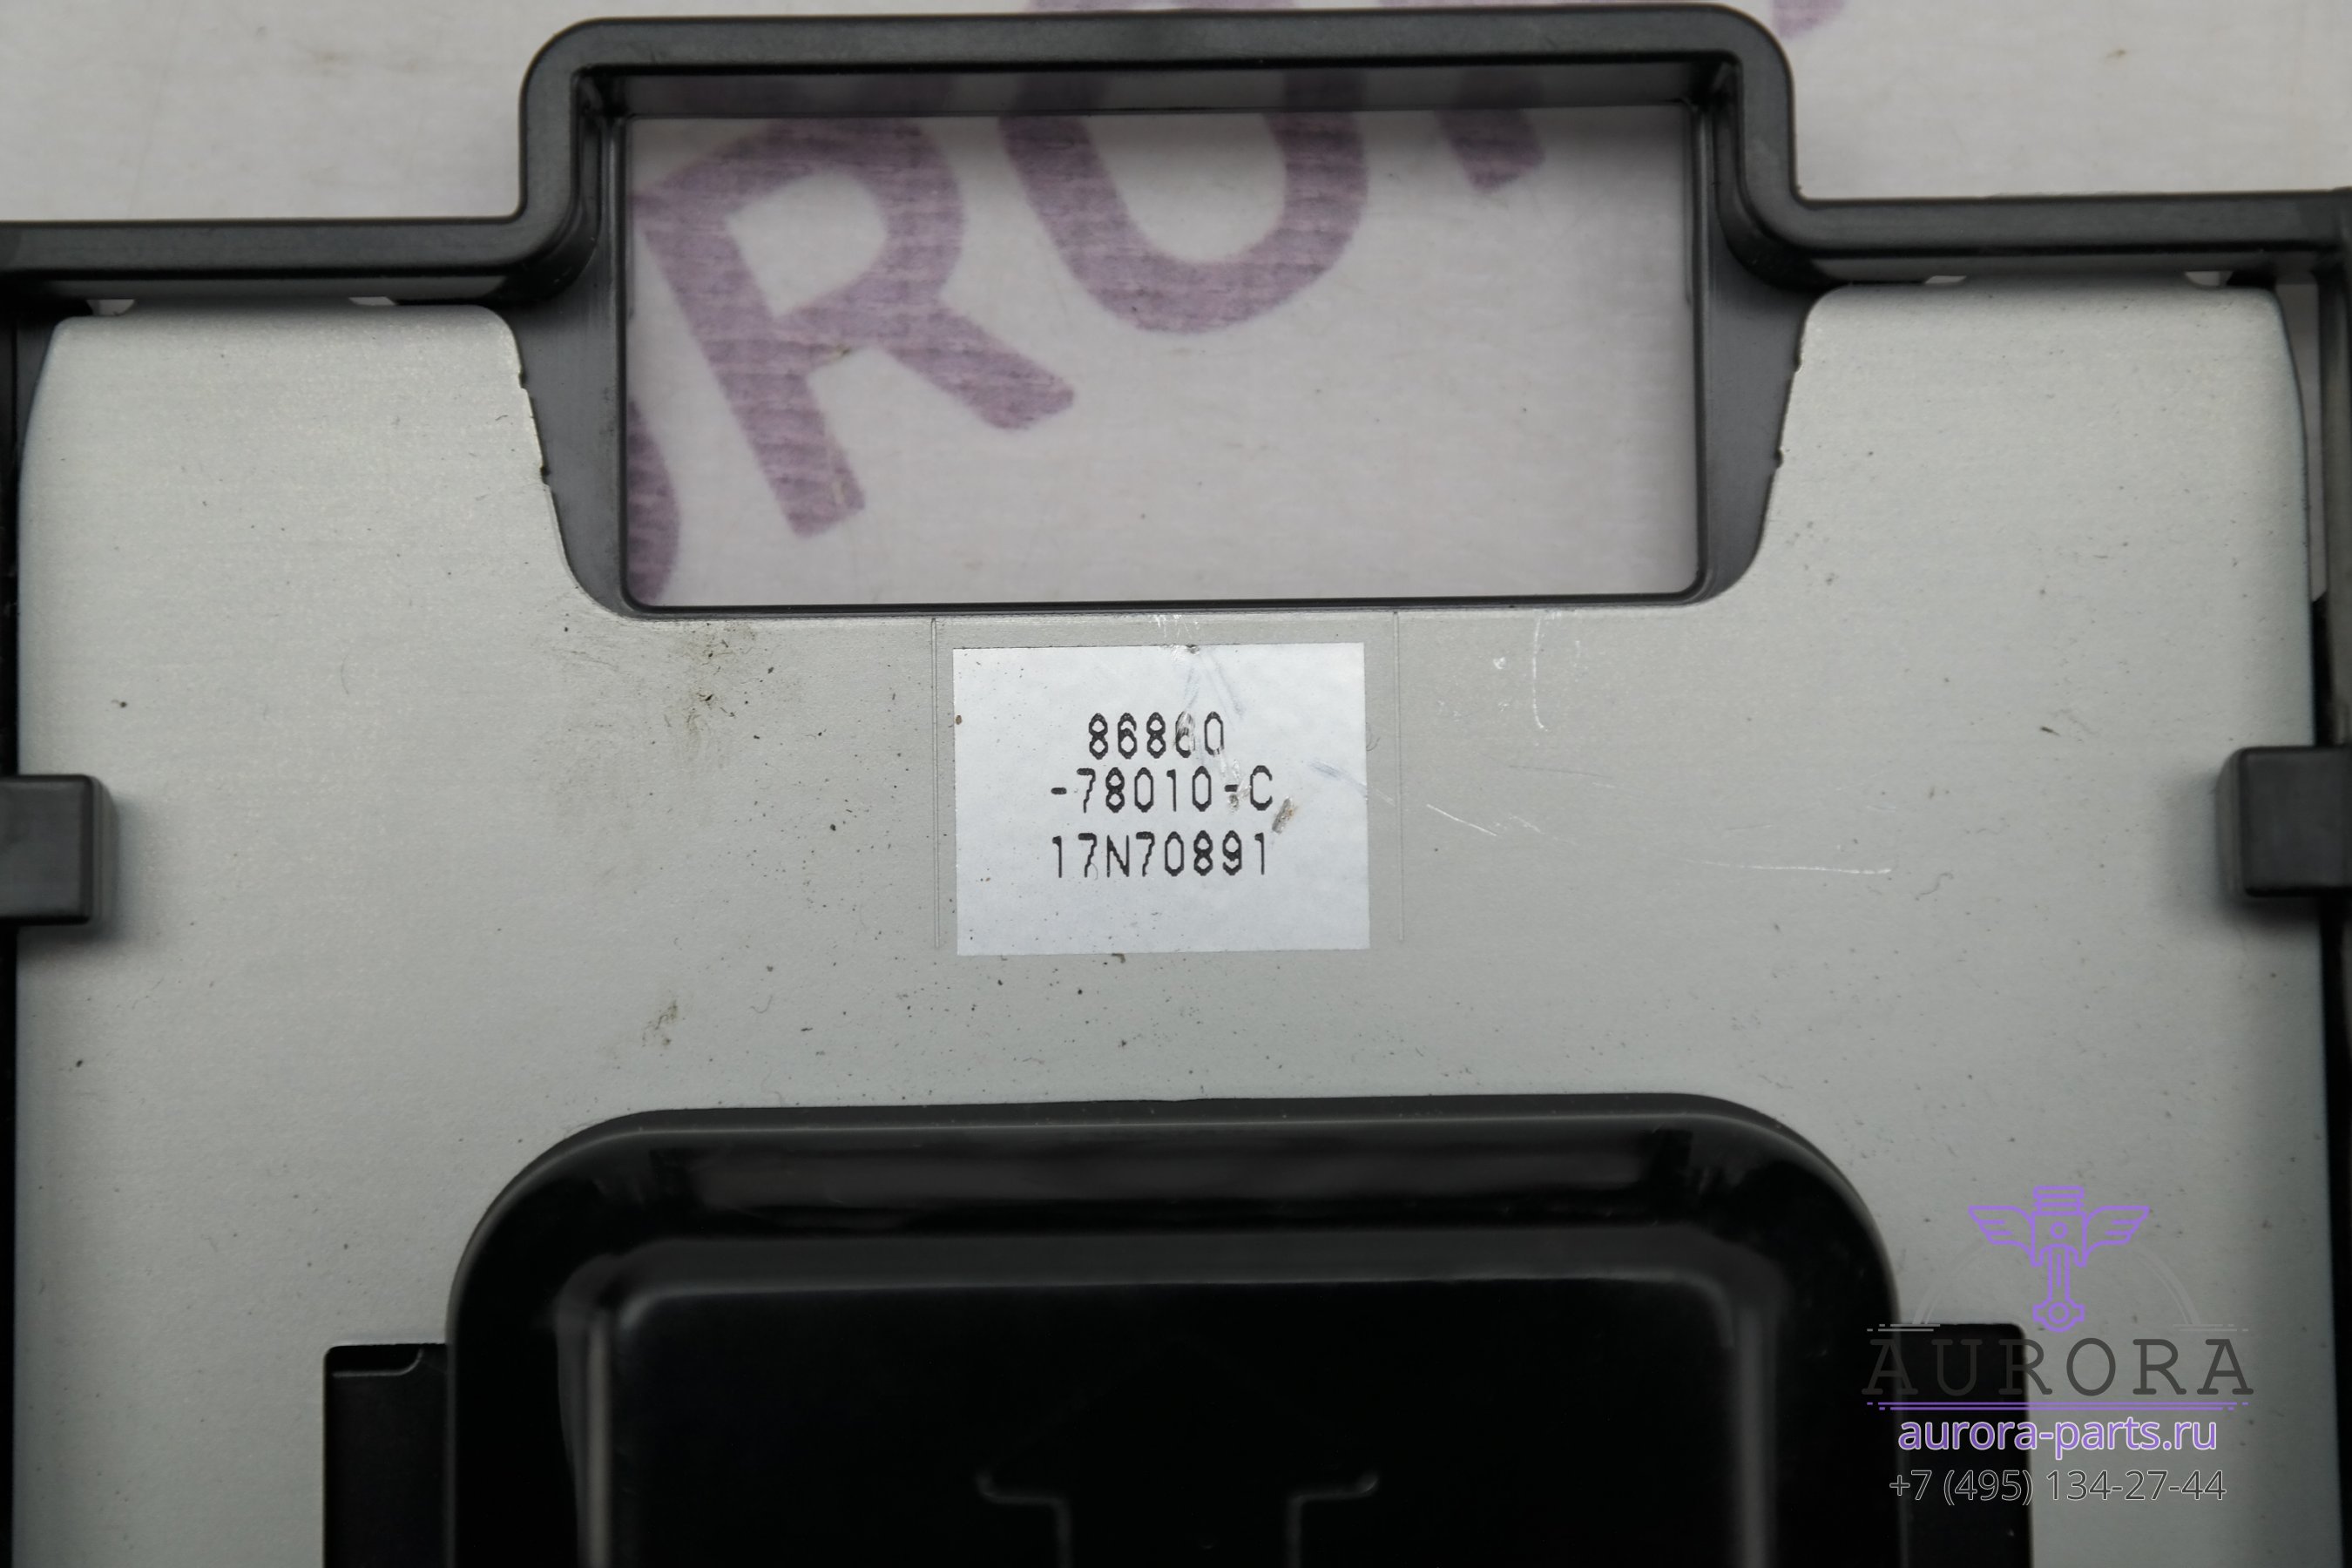 86860
-78010-C
17N70891
AURORA
aurora-parts.ru
+7 (495) 134-27-44